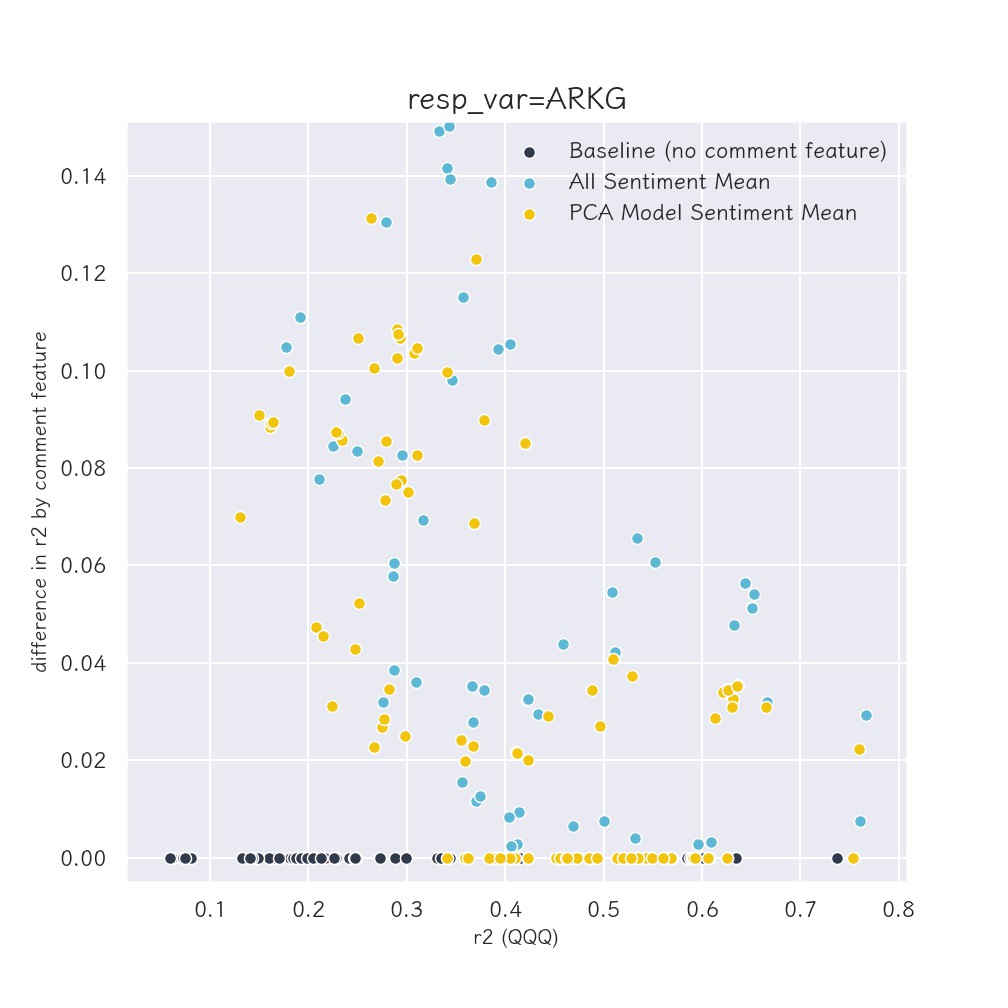 resp_var=ARKG
Baseline (no comment feature)
All Sentiment Mean
PCA Model Sentiment Mean
difference in r2 by comment feature
0.14
0.12
0.10
0.08
0.06
0.04
0.02
0.00
0.1 0.2 0.3 0.4 0.5 0.6 0.7 0.8
r2 (QQQ)